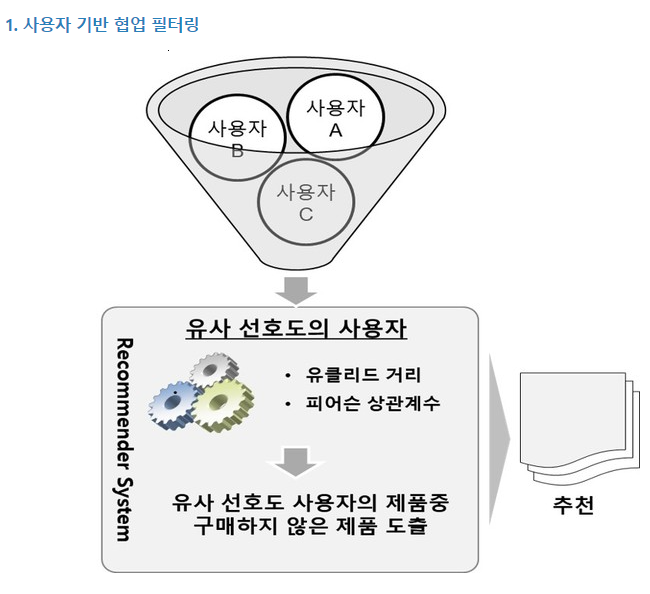 1. 사용자 기반 협업 필터링
사용자
A
사용자
B
사용자
C
Recommender System
유사 선호도의 사용자
• 유클리드 거리
• 피어슨 상관계수
유사 선호도 사용자의 제품중
구매하지 않은 제품 도출
추천